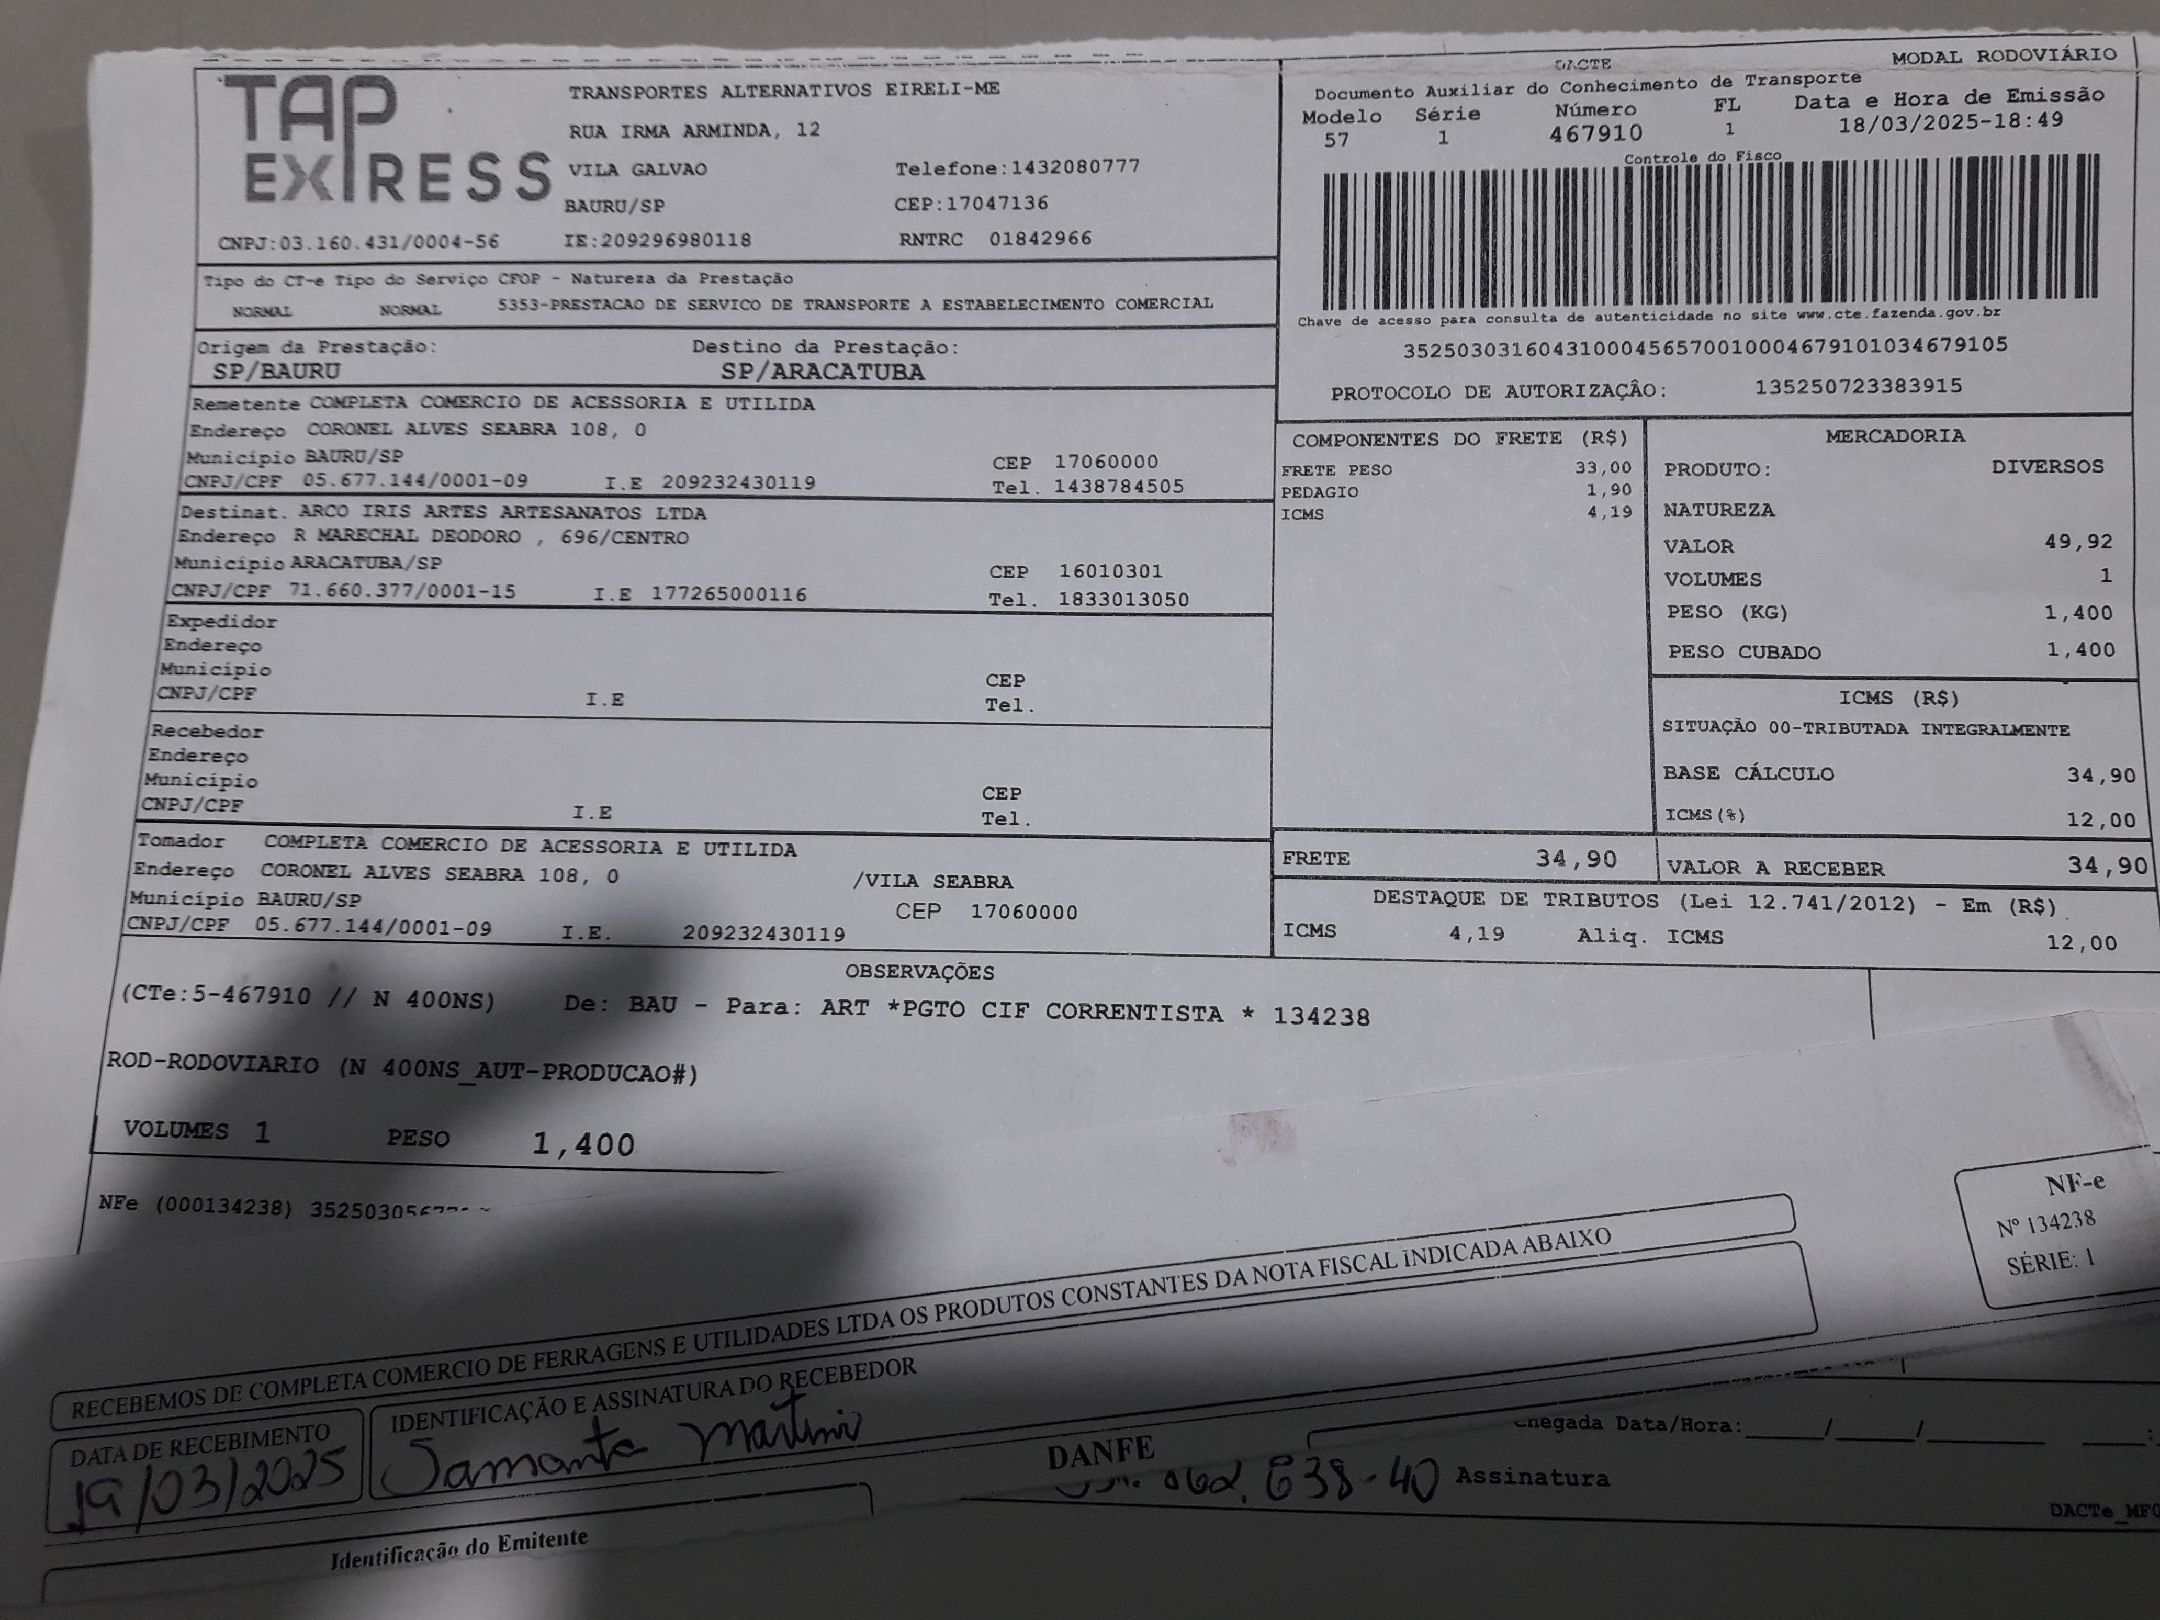 TAP EXPRESS
TRANSPORTES ALTERNATIVOS EIRELI-ME
RUA IRMA ARMINDA, 12
VILA GALVAO Telefone:1432080777
BAURU/SP CEP:17047136
CNPJ:03.160.431/0004-56 IE:209296980118 RNTRC 01842966
DACTE MODAL RODOVIÁRIO
Documento Auxiliar do Conhecimento de Transporte
Modelo Série Número FL Data e Hora de Emissão
57 1 467910 1 18/03/2025-18:49
Controle do Fisco
Chave de acesso para consulta de autenticidade no site www.cte.fazenda.gov.br
35250303160431000456570010004679101034679105
PROTOCOLO DE AUTORIZAÇÂO: 135250723383915
Tipo do CT-e Tipo do Serviço CFOP - Natureza da Prestação
NORMAL NORMAL 5353-PRESTACAO DE SERVICO DE TRANSPORTE A ESTABELECIMENTO COMERCIAL
Origem da Prestação: Destino da Prestação:
SP/BAURU SP/ARACATUBA
Remetente COMPLETA COMERCIO DE ACESSORIA E UTILIDA
Endereço CORONEL ALVES SEABRA 108, 0
Município BAURU/SP CEP 17060000
CNPJ/CPF 05.677.144/0001-09 I.E 209232430119 Tel. 1438784505
Destinat. ARCO IRIS ARTES ARTESANATOS LTDA
Endereço R MARECHAL DEODORO , 696/CENTRO
Município ARACATUBA/SP CEP 16010301
CNPJ/CPF 71.660.377/0001-15 I.E 177265000116 Tel. 1833013050
Expedidor
Endereço
Município CEP
CNPJ/CPF I.E Tel.
Recebedor
Endereço
Município CEP
CNPJ/CPF I.E Tel.
Tomador COMPLETA COMERCIO DE ACESSORIA E UTILIDA
Endereço CORONEL ALVES SEABRA 108, 0 /VILA SEABRA
Município BAURU/SP CEP 17060000
CNPJ/CPF 05.677.144/0001-09 I.E. 209232430119
COMPONENTES DO FRETE (R$)
FRETE PESO 33,00
PEDAGIO 1,90
ICMS 4,19
MERCADORIA
PRODUTO: DIVERSOS
NATUREZA
VALOR 49,92
VOLUMES 1
PESO (KG) 1,400
PESO CUBADO 1,400
ICMS (R$)
SITUAÇÃO 00-TRIBUTADA INTEGRALMENTE
BASE CÁLCULO 34,90
ICMS(%) 12,00
FRETE 34,90 VALOR A RECEBER 34,90
DESTAQUE DE TRIBUTOS (Lei 12.741/2012) - Em (R$)
ICMS 4,19 Aliq. ICMS 12,00
OBSERVAÇÕES
(CTe:5-467910 // N 400NS) De: BAU - Para: ART *PGTO CIF CORRENTISTA * 134238
ROD-RODOVIARIO (N 400NS_AUT-PRODUCAO#)
VOLUMES 1 PESO 1,400
NFe (000134238) 3525030567
NF-e
Nº 134238
SÉRIE: 1
RECEBEMOS DE COMPLETA COMERCIO DE FERRAGENS E UTILIDADES LTDA OS PRODUTOS CONSTANTES DA NOTA FISCAL INDICADA ABAIXO
DATA DE RECEBIMENTO IDENTIFICAÇÃO E ASSINATURA DO RECEBEDOR
19/03/2025 Samanta Martini
DANFE
Chegada Data/Hora:____/____/____ __:
062.638-40 Assinatura
Identificação do Emitente